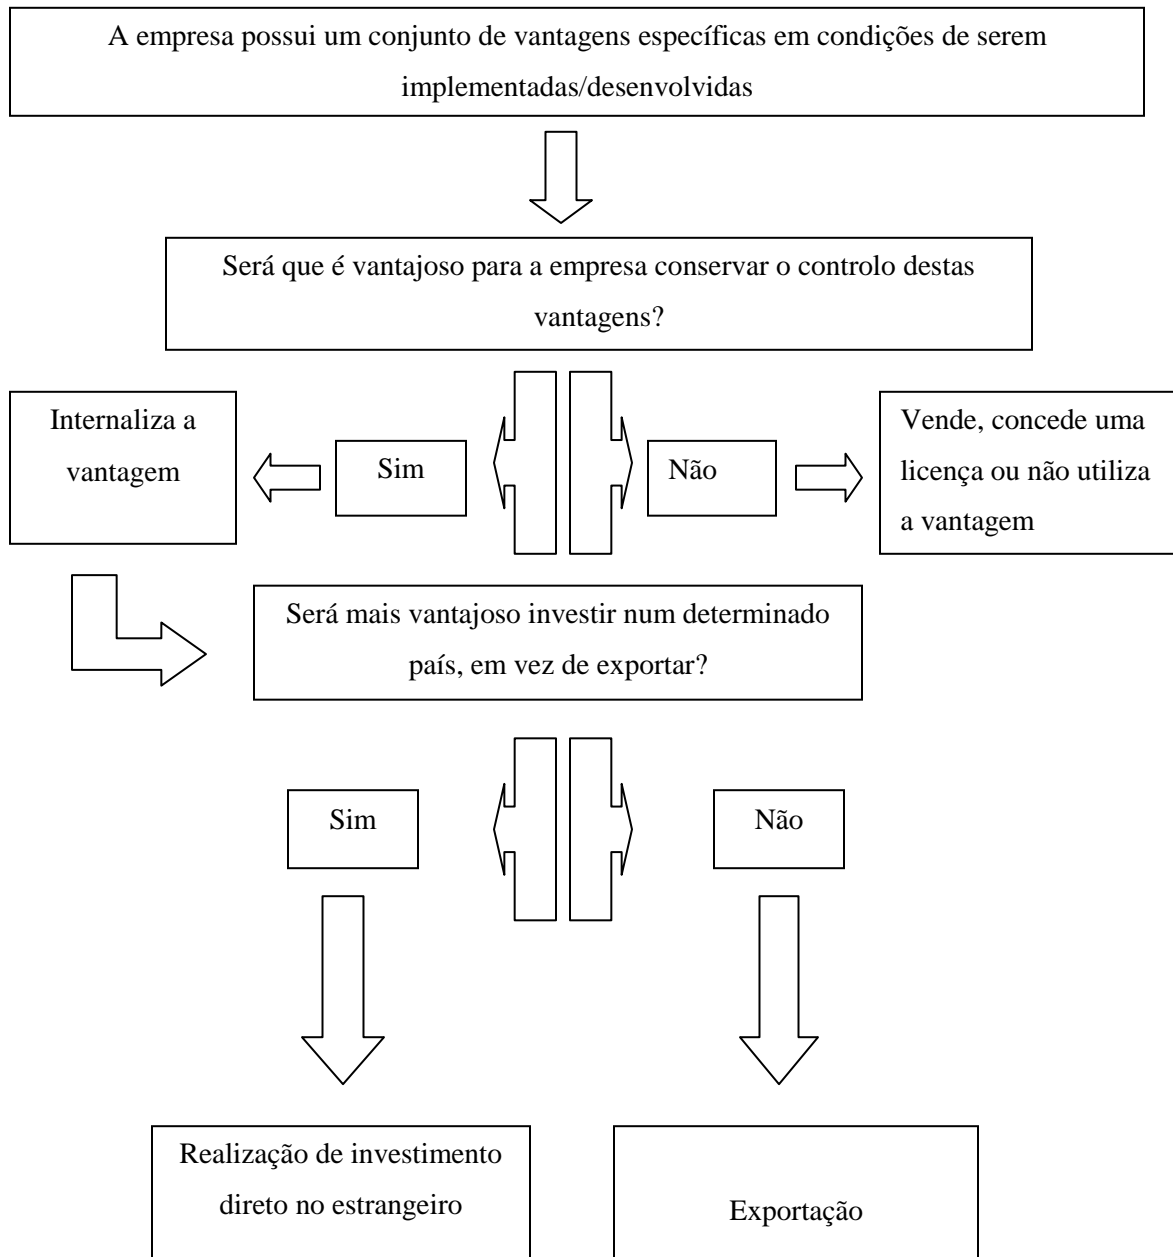 A empresa possui um conjunto de vantagens específicas em condições de serem
implementadas/desenvolvidas
Será que é vantajoso para a empresa conservar o controlo destas
vantagens?
Internaliza a
vantagem
Sim
Não
Vende, concede uma
licença ou não utiliza
a vantagem
Será mais vantajoso investir num determinado
país, em vez de exportar?
Sim
Não
Realização de investimento
direto no estrangeiro
Exportação